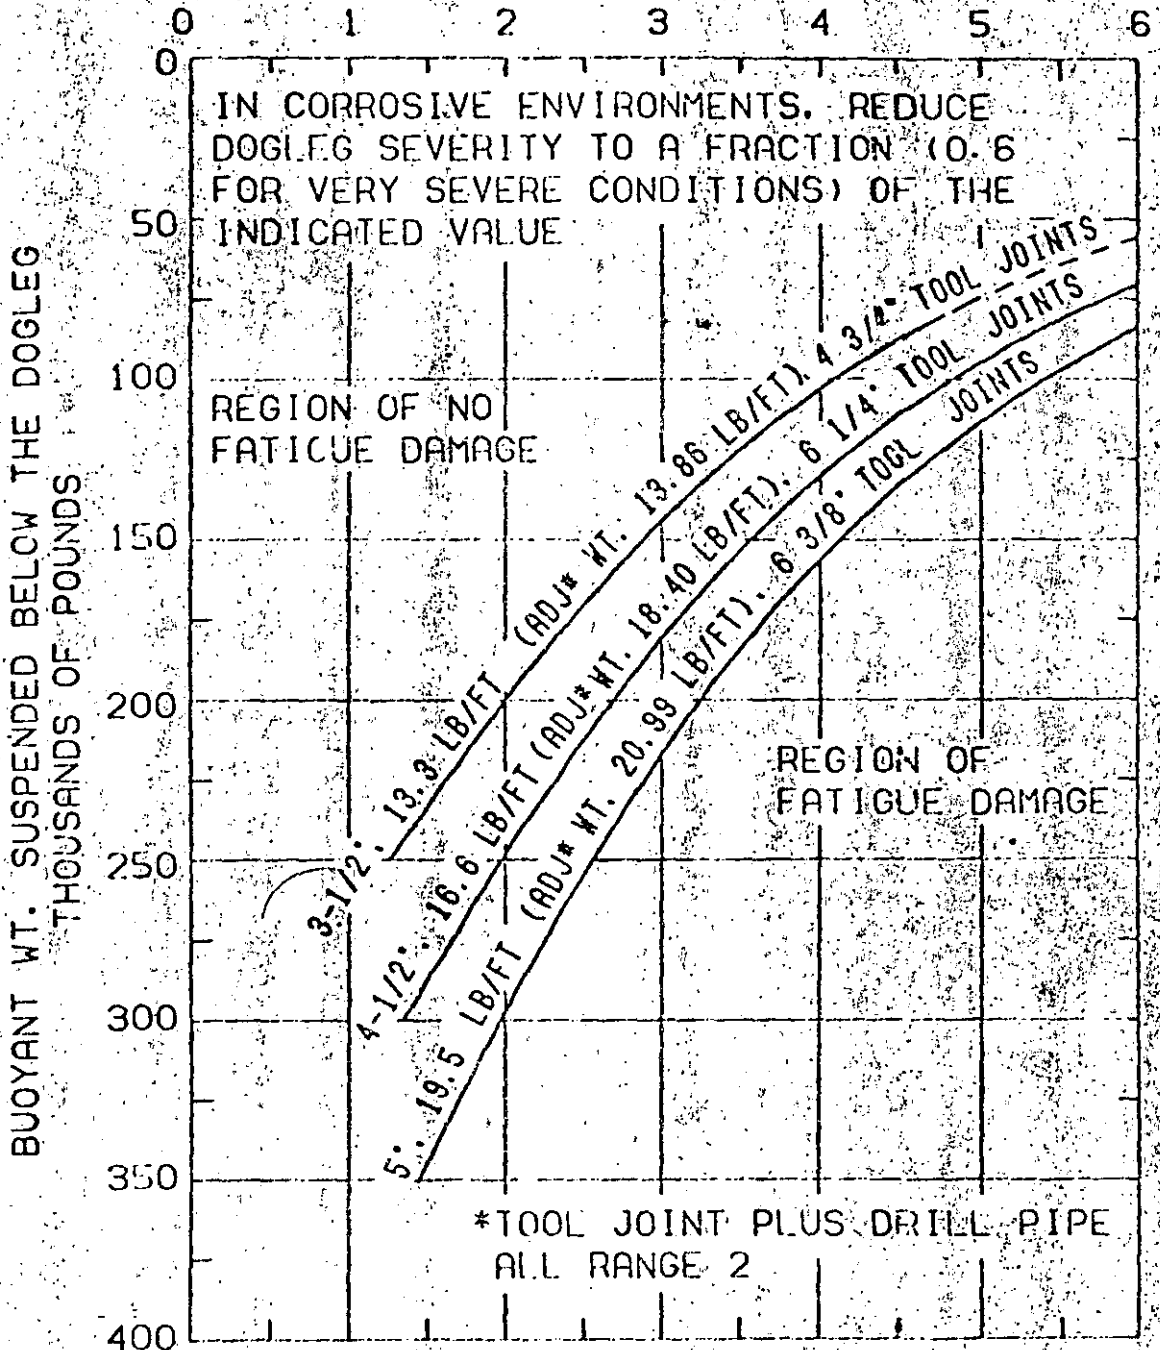 0 1 2 3 4 5 6
0
50
100
150
200
250
300
350
400
BUOYANT WT. SUSPENDED BELOW THE DOGLEG
THOUSANDS OF POUNDS
IN CORROSIVE ENVIRONMENTS, REDUCE
DOGLEG SEVERITY TO A FRACTION (0.6
FOR VERY SEVERE CONDITIONS) OF THE
INDICATED VALUE
REGION OF NO
FATIGUE DAMAGE
3-1/2", 13.3 LB/FT (ADJ* WT. 13.86 LB/FT), 4 3/4" TOOL JOINTS
4-1/2", 16.6 LB/FT (ADJ* WT. 18.40 LB/FT), 6 1/4" TOOL JOINTS
5", 19.5 LB/FT (ADJ* WT. 20.99 LB/FT), 6 3/8" TOOL JOINTS
REGION OF
FATIGUE DAMAGE
*TOOL JOINT PLUS DRILL PIPE
ALL RANGE 2